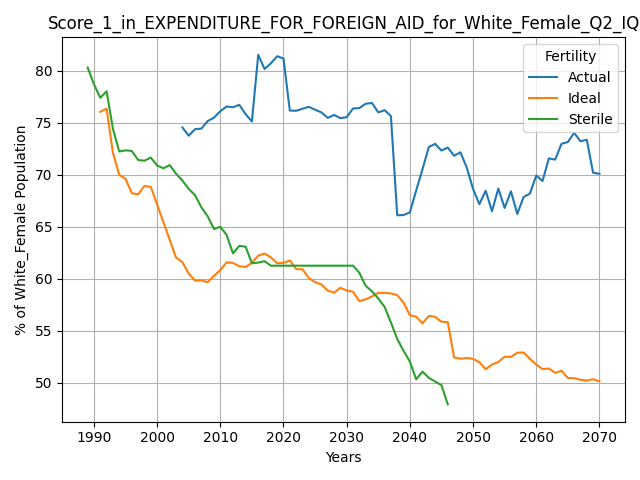 Score_1_in_EXPENDITURE_FOR_FOREIGN_AID_for_White_Female_Q2_IQ
Fertility
Actual
Ideal
Sterile
% of White_Female Population
80
75
70
65
60
55
50
1990
2000
2010
2020
2030
2040
2050
2060
2070
Years